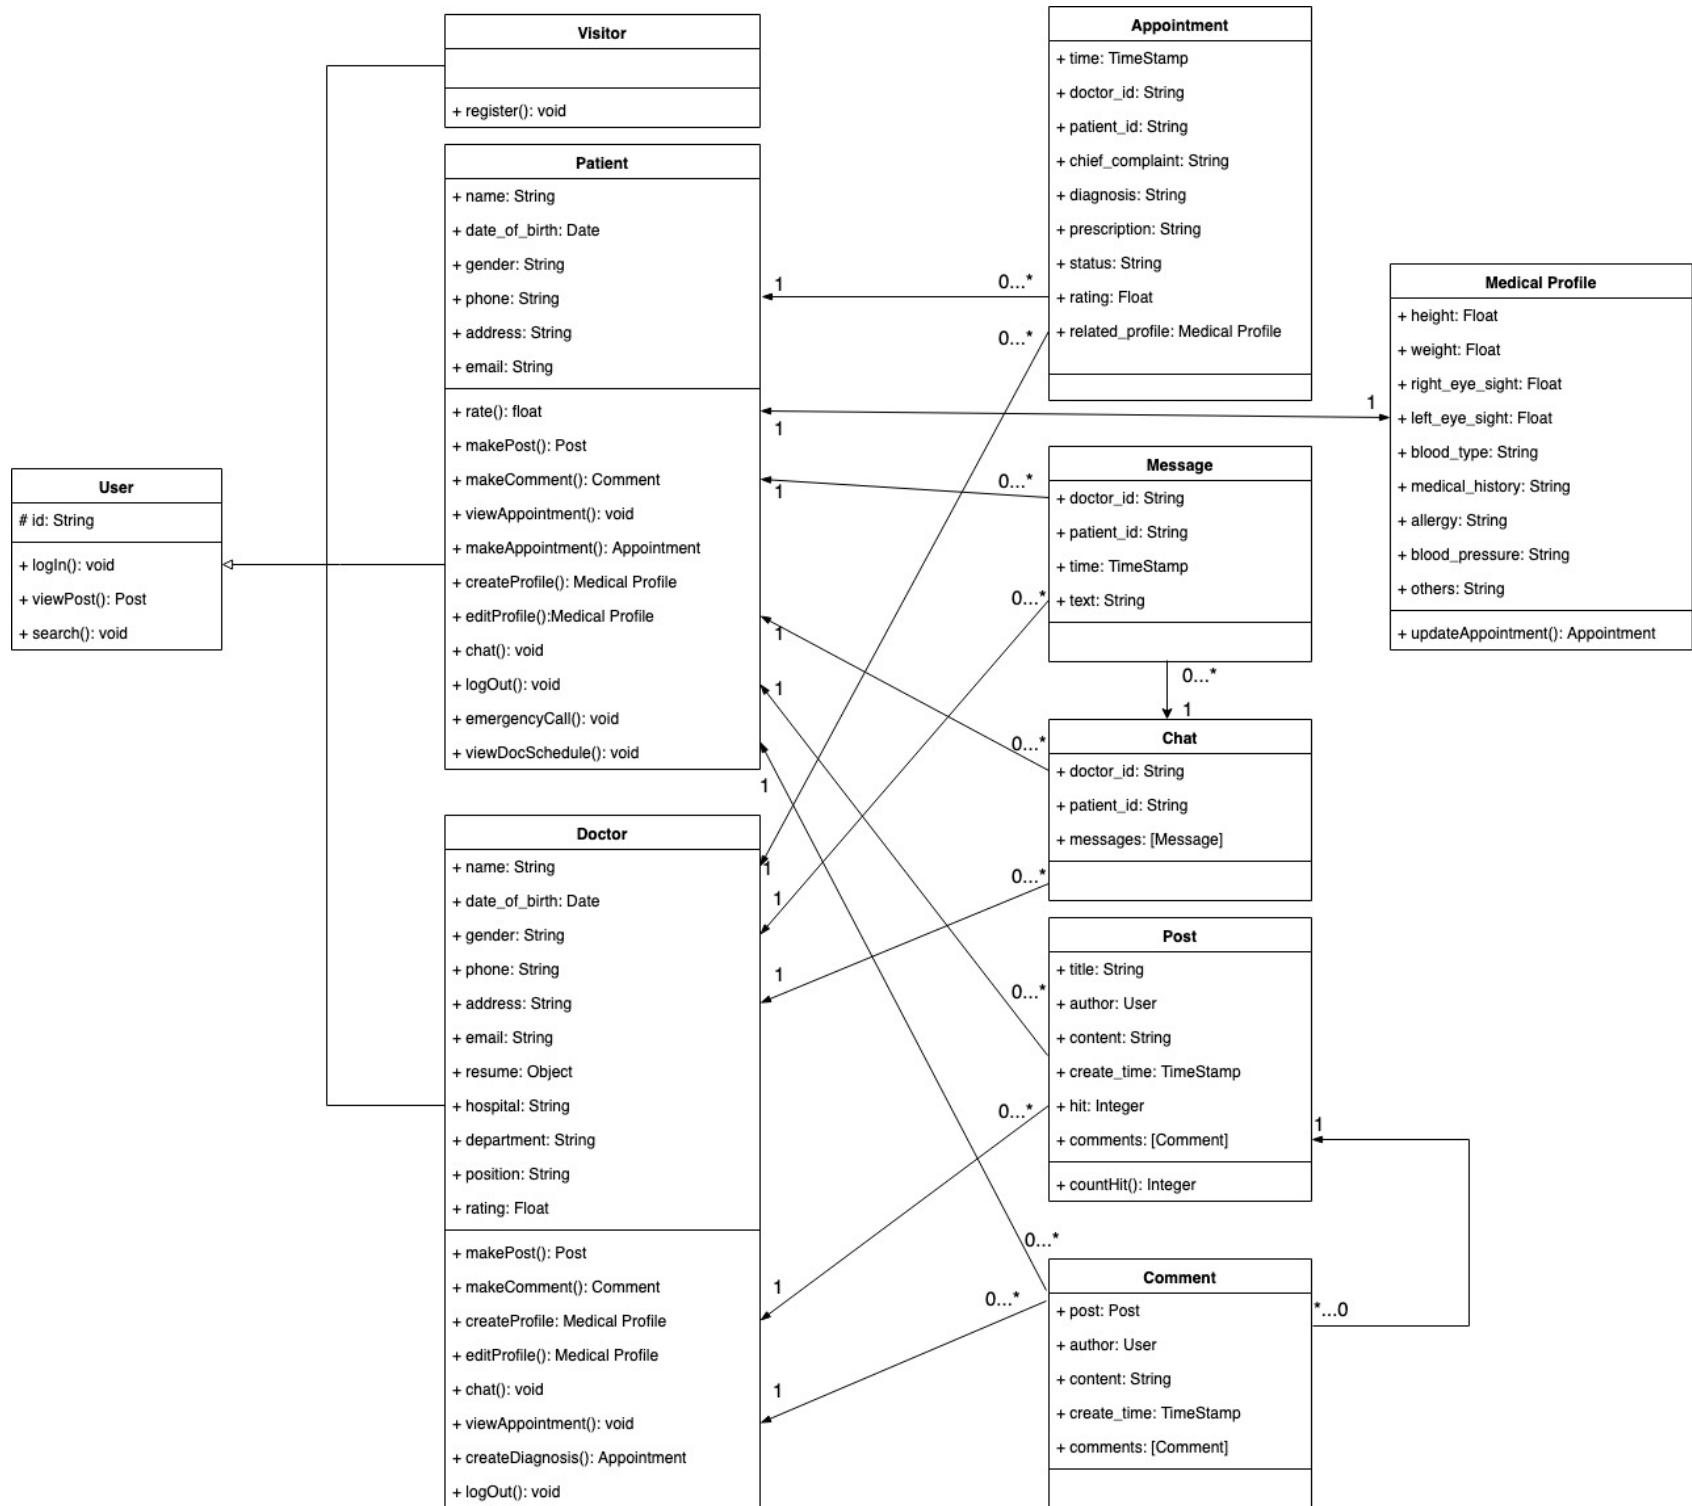 Visitor
+ register(): void
Patient
+ name: String
+ date_of_birth: Date
+ gender: String
+ phone: String
+ address: String
+ email: String
+ rate(): float
+ makePost(): Post
+ makeComment(): Comment
+ viewAppointment(): void
+ makeAppointment(): Appointment
+ createProfile(): Medical Profile
+ editProfile():Medical Profile
+ chat(): void
+ logOut(): void
+ emergencyCall(): void
+ viewDocSchedule(): void
User
# id: String
+ logIn(): void
+ viewPost(): Post
+ search(): void
Doctor
+ name: String
+ date_of_birth: Date
+ gender: String
+ phone: String
+ address: String
+ email: String
+ resume: Object
+ hospital: String
+ department: String
+ position: String
+ rating: Float
+ makePost(): Post
+ makeComment(): Comment
+ createProfile: Medical Profile
+ editProfile(): Medical Profile
+ chat(): void
+ viewAppointment(): void
+ createDiagnosis(): Appointment
+ logOut(): void
1
0...*
0...*
1
1
1
0...*
1
0...*
1
0...*
1
1
1
0...*
1
0...*
0...*
1
0...*
1
0...*
1
Appointment
+ time: TimeStamp
+ doctor_id: String
+ patient_id: String
+ chief_complaint: String
+ diagnosis: String
+ prescription: String
+ status: String
+ rating: Float
+ related_profile: Medical Profile
Message
+ doctor_id: String
+ patient_id: String
+ time: TimeStamp
+ text: String
0...*
1
Chat
+ doctor_id: String
+ patient_id: String
+ messages: [Message]
Post
+ title: String
+ author: User
+ content: String
+ create_time: TimeStamp
+ hit: Integer
+ comments: [Comment]
+ countHit(): Integer
1
*...0
Comment
+ post: Post
+ author: User
+ content: String
+ create_time: TimeStamp
+ comments: [Comment]
Medical Profile
+ height: Float
+ weight: Float
+ right_eye_sight: Float
+ left_eye_sight: Float
+ blood_type: String
+ medical_history: String
+ allergy: String
+ blood_pressure: String
+ others: String
+ updateAppointment(): Appointment